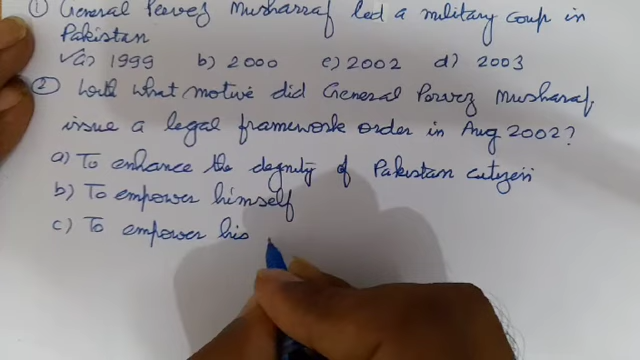 ① General Pervez Musharraf led a military coup in
Pakistan
✓a) 1999 b) 2000 c) 2002 d) 2003
② With what motive did General Pervez Musharaf
issue a legal framework order in Aug 2002?
a) To enhance the degnity of Pakistan citizen
b) To empower himself
c) To empower his